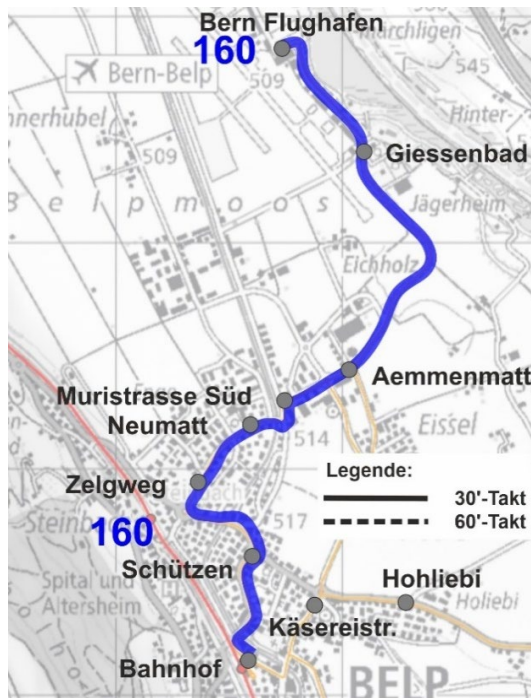 Bern Flughafen
160
Bern-Belp
509
545
Hinter-
Giessenbad
509
Jägerheim
Belpmoos
Eichholz
Aemmenmatt
Muristrasse Süd
Neumatt
514
Eissel
Legende:
30'-Takt
60'-Takt
Zelgweg
160
517
Schützen
Spital und
Altersheim
Hohliebi
Holiebi
Käsereistr.
Bahnhof
BELP